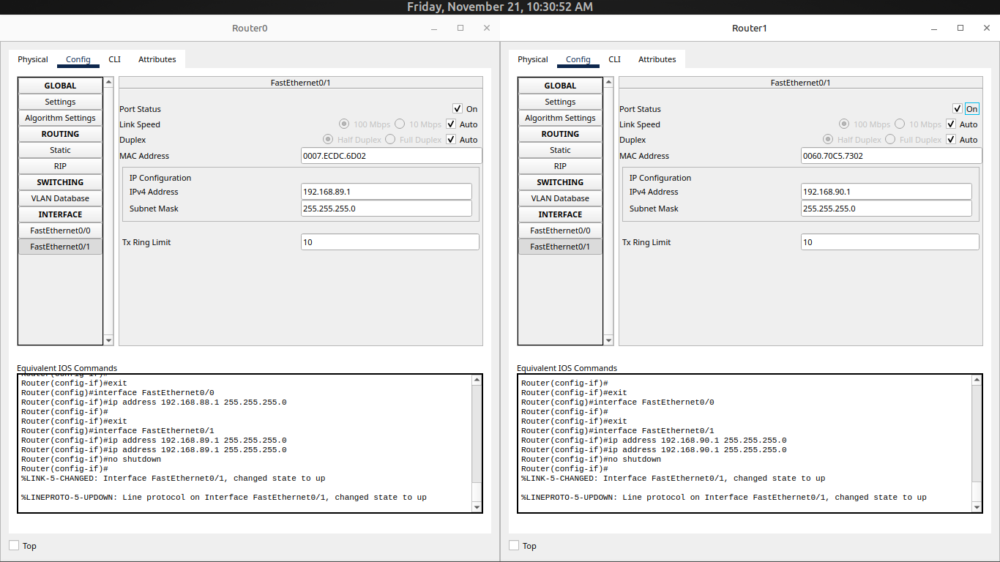 Friday, November 21, 10:30:52 AM
Router0
Physical Config CLI Attributes
GLOBAL
Settings
Algorithm Settings
ROUTING
Static
RIP
SWITCHING
VLAN Database
INTERFACE
FastEthernet0/0
FastEthernet0/1
FastEthernet0/1
Port Status On
Link Speed 100 Mbps 10 Mbps Auto
Duplex Half Duplex Full Duplex Auto
MAC Address 0007.ECDC.6D02
IP Configuration
IPv4 Address 192.168.89.1
Subnet Mask 255.255.255.0
Tx Ring Limit 10
Equivalent IOS Commands
Router(config-if)#
Router(config-if)#exit
Router(config)#interface FastEthernet0/0
Router(config-if)#ip address 192.168.88.1 255.255.255.0
Router(config-if)#
Router(config-if)#exit
Router(config)#interface FastEthernet0/1
Router(config-if)#ip address 192.168.89.1 255.255.255.0
Router(config-if)#ip address 192.168.89.1 255.255.255.0
Router(config-if)#no shutdown
Router(config-if)#
%LINK-5-CHANGED: Interface FastEthernet0/1, changed state to up
%LINEPROTO-5-UPDOWN: Line protocol on Interface FastEthernet0/1, changed state to up
Top
Router1
Physical Config CLI Attributes
GLOBAL
Settings
Algorithm Settings
ROUTING
Static
RIP
SWITCHING
VLAN Database
INTERFACE
FastEthernet0/0
FastEthernet0/1
FastEthernet0/1
Port Status On
Link Speed 100 Mbps 10 Mbps Auto
Duplex Half Duplex Full Duplex Auto
MAC Address 0060.70C5.7302
IP Configuration
IPv4 Address 192.168.90.1
Subnet Mask 255.255.255.0
Tx Ring Limit 10
Equivalent IOS Commands
Router(config-if)#
Router(config-if)#exit
Router(config)#interface FastEthernet0/0
Router(config-if)#
Router(config-if)#exit
Router(config)#interface FastEthernet0/1
Router(config-if)#ip address 192.168.90.1 255.255.255.0
Router(config-if)#ip address 192.168.90.1 255.255.255.0
Router(config-if)#no shutdown
Router(config-if)#
%LINK-5-CHANGED: Interface FastEthernet0/1, changed state to up
%LINEPROTO-5-UPDOWN: Line protocol on Interface FastEthernet0/1, changed state to up
Top